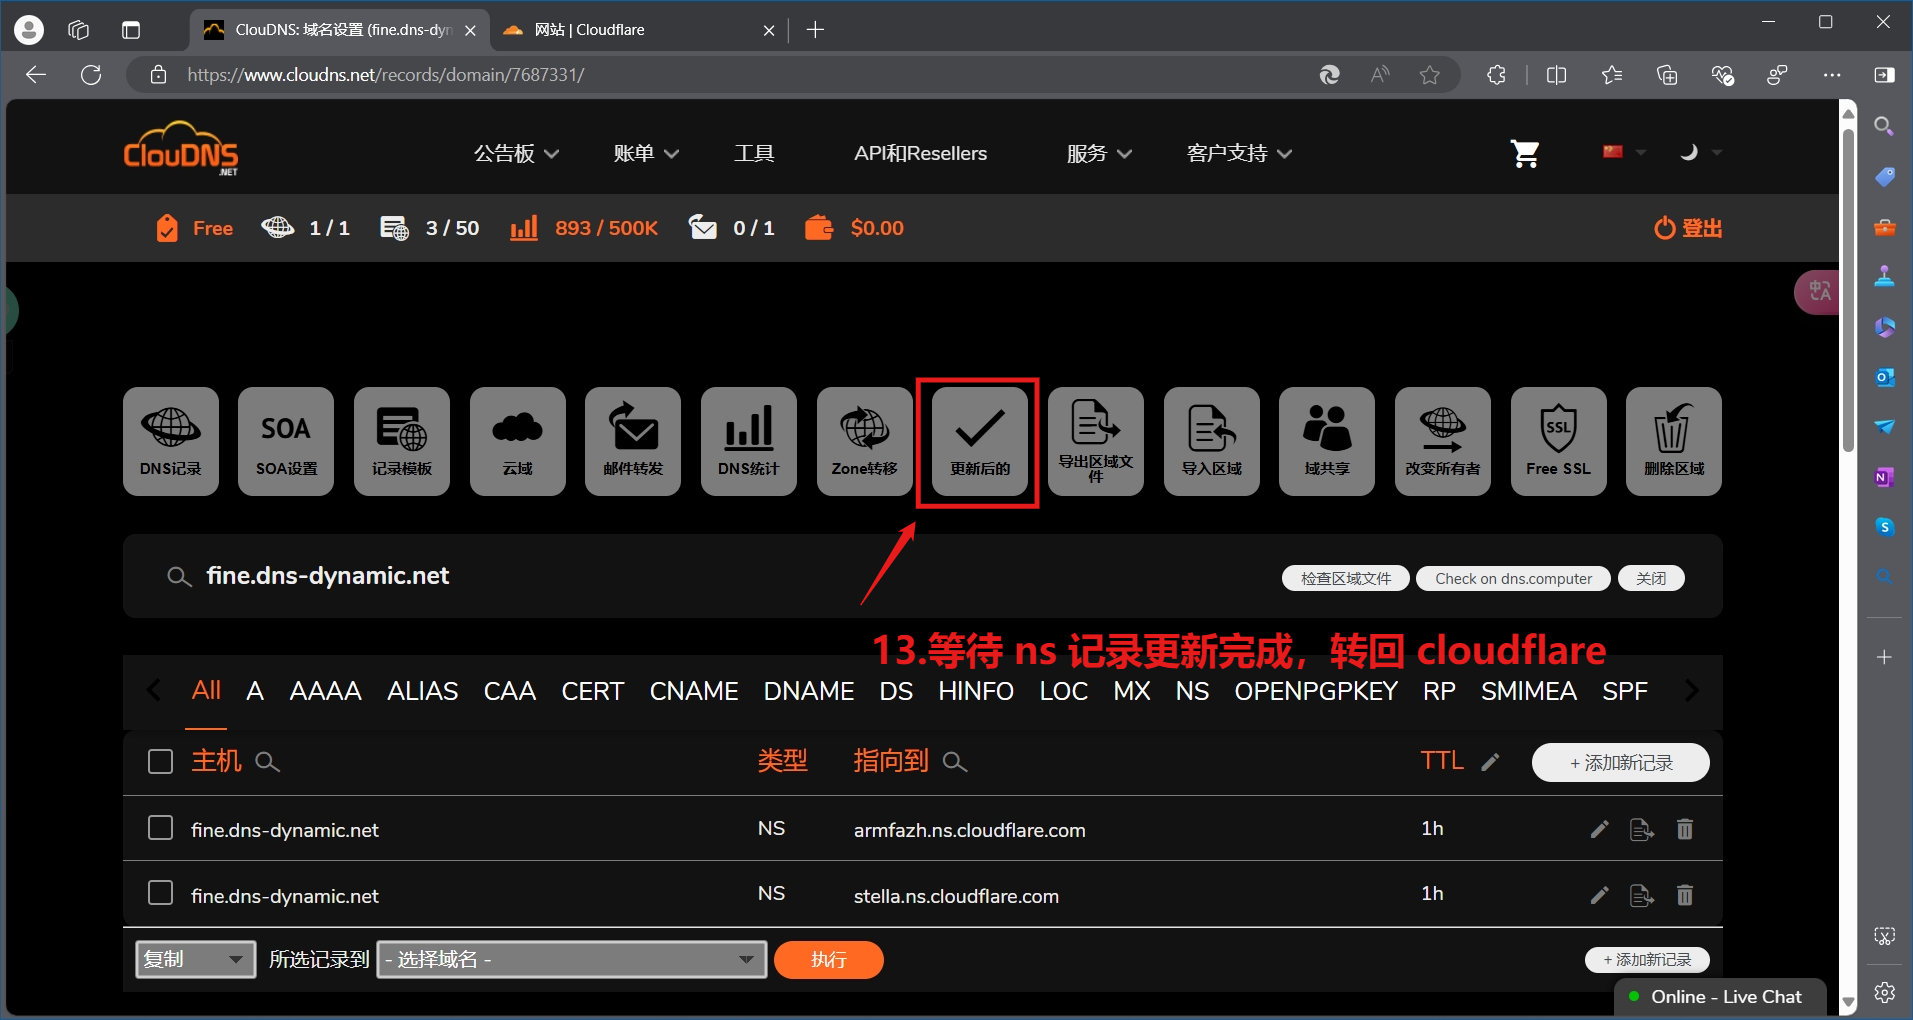 ClouDNS: 域名设置 (fine.dns-dyn
网站 | Cloudflare
https://www.cloudns.net/records/domain/7687331/
ClouDNS
.NET
公告板
账单
工具
API和Resellers
服务
客户支持
Free
1 / 1
3 / 50
893 / 500K
0 / 1
$0.00
登出
DNS记录
SOA
SOA设置
记录模板
云域
邮件转发
DNS统计
Zone转移
更新后的
导出区域文
件
导入区域
域共享
改变所有者
SSL
Free SSL
删除区域
fine.dns-dynamic.net
检查区域文件
Check on dns.computer
关闭
13.等待 ns 记录更新完成，转回 cloudflare
All A AAAA ALIAS CAA CERT CNAME DNAME DS HINFO LOC MX NS OPENPGPKEY RP SMIMEA SPF
主机
类型
指向到
TTL
+ 添加新记录
fine.dns-dynamic.net NS armfazh.ns.cloudflare.com 1h
fine.dns-dynamic.net NS stella.ns.cloudflare.com 1h
复制
所选记录到
- 选择域名 -
执行
+ 添加新记录
Online - Live Chat